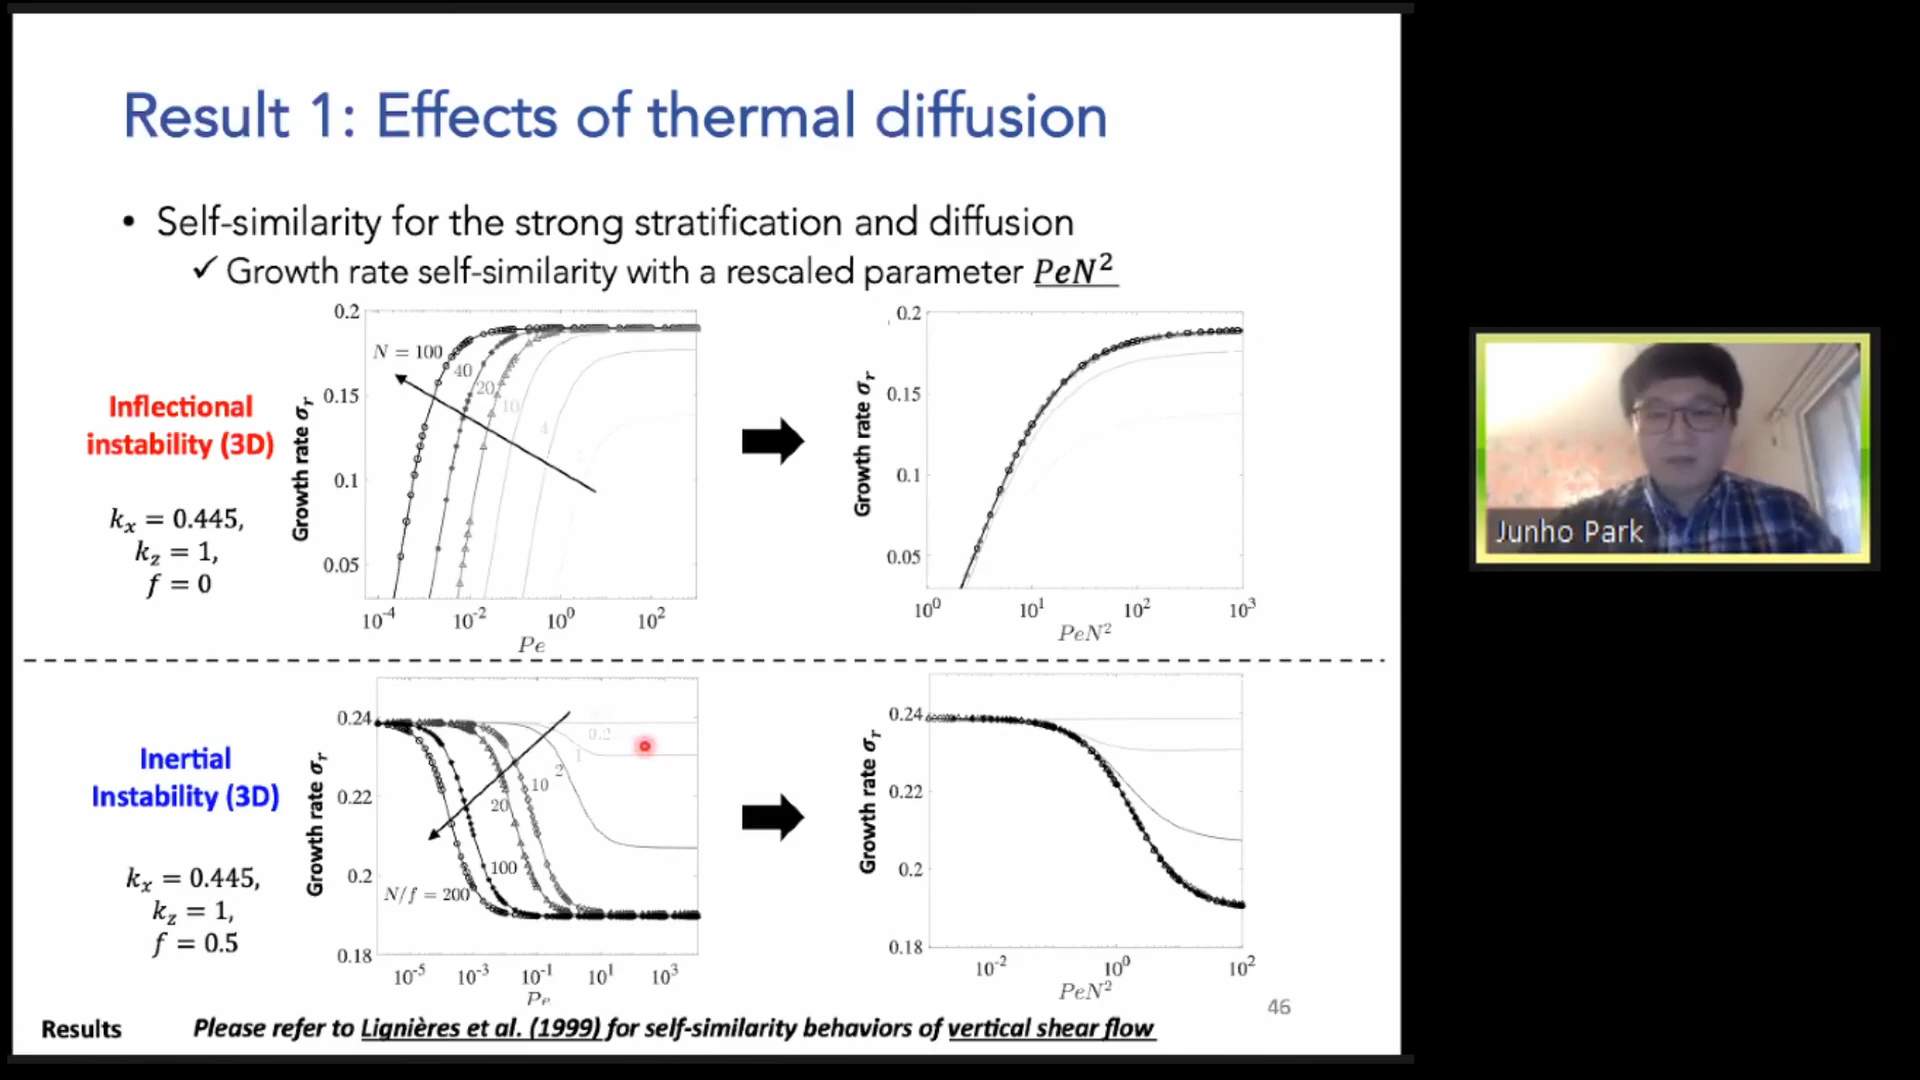 Result 1: Effects of thermal diffusion
• Self-similarity for the strong stratification and diffusion
✓ Growth rate self-similarity with a rescaled parameter PeN²
Inflectional
instability (3D)
k_x = 0.445,
k_z = 1,
f = 0
Growth rate σ_r
0.2
0.15
0.1
0.05
N = 100
40
20
10
4
10⁻⁴ 10⁻² 10⁰ 10²
Pe
Growth rate σ_r
0.2
0.15
0.1
0.05
10⁰ 10¹ 10² 10³
PeN²
Junho Park
Inertial
Instability (3D)
k_x = 0.445,
k_z = 1,
f = 0.5
Growth rate σ_r
0.24
0.22
0.2
0.18
0.2
1
2
10
20
100
N/f = 200
10⁻⁵ 10⁻³ 10⁻¹ 10¹ 10³
Pe
Growth rate σ_r
0.24
0.22
0.2
0.18
10⁻² 10⁰ 10²
PeN²
46
Results
Please refer to Lignières et al. (1999) for self-similarity behaviors of vertical shear flow